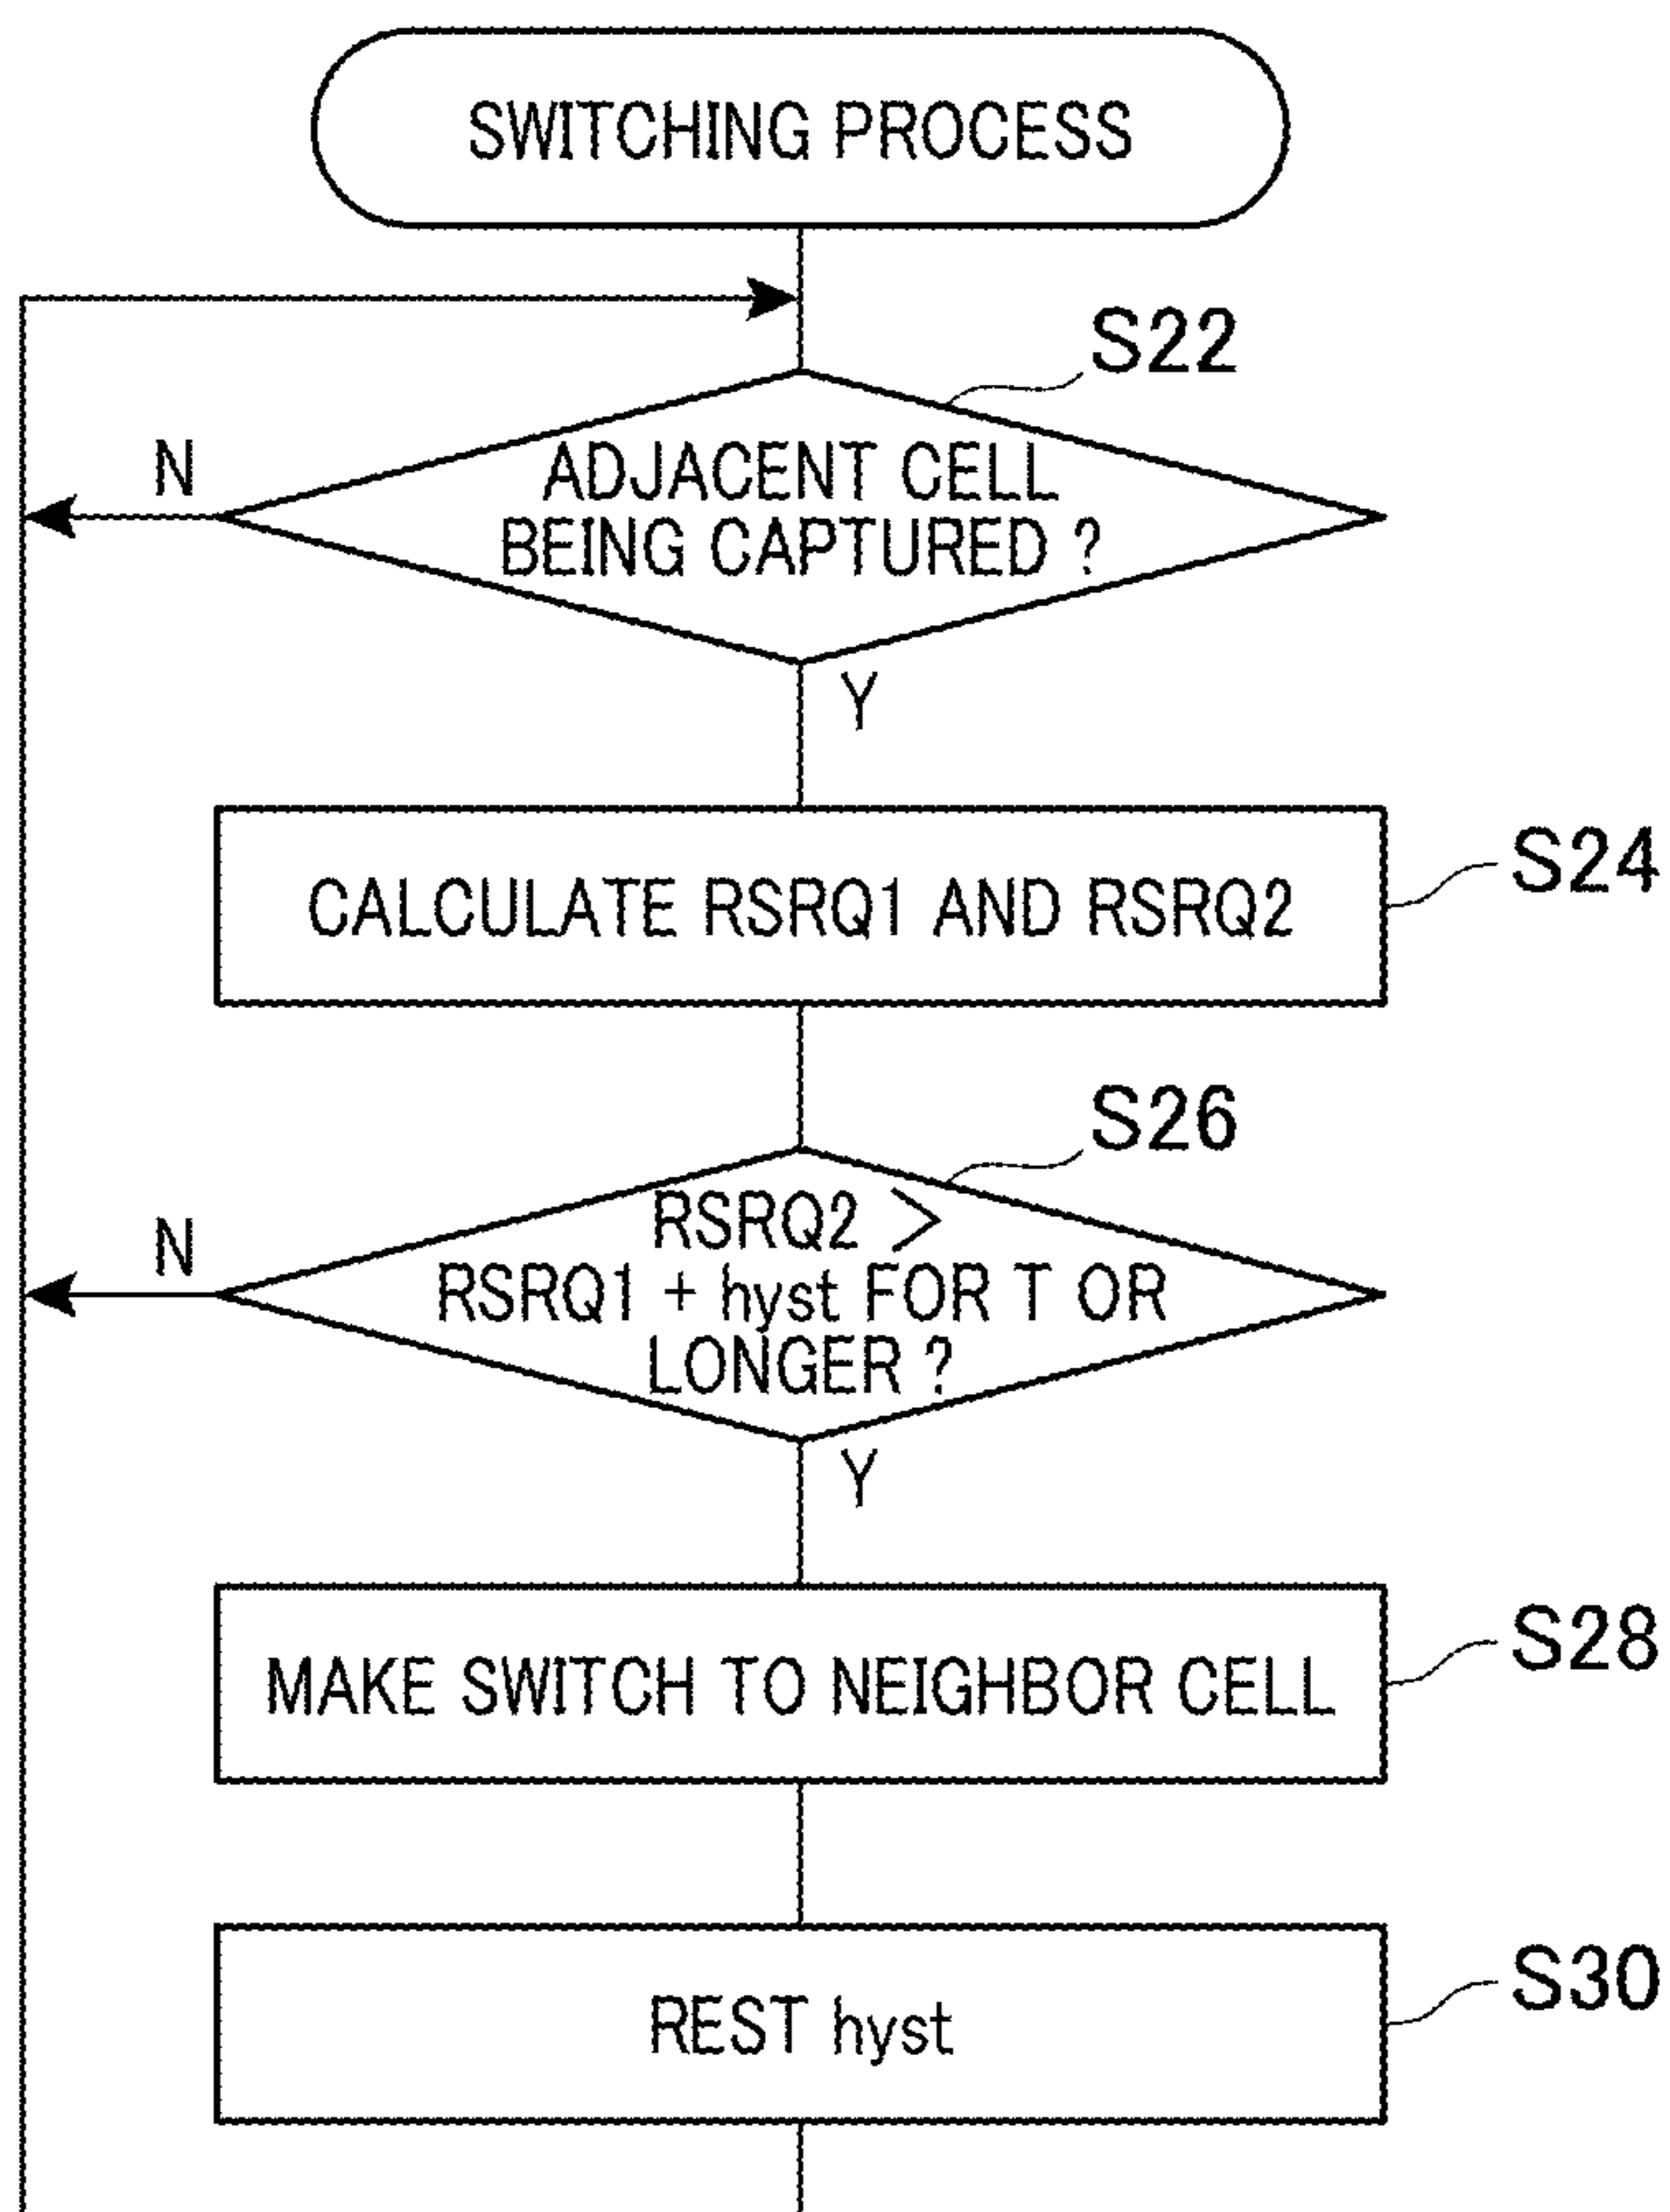 SWITCHING PROCESS
S22
N
ADJACENT CELL
BEING CAPTURED ?
Y
CALCULATE RSRQ1 AND RSRQ2
S24
S26
N
RSRQ2 >
RSRQ1 + hyst FOR T OR
LONGER ?
Y
MAKE SWITCH TO NEIGHBOR CELL
S28
REST hyst
S30